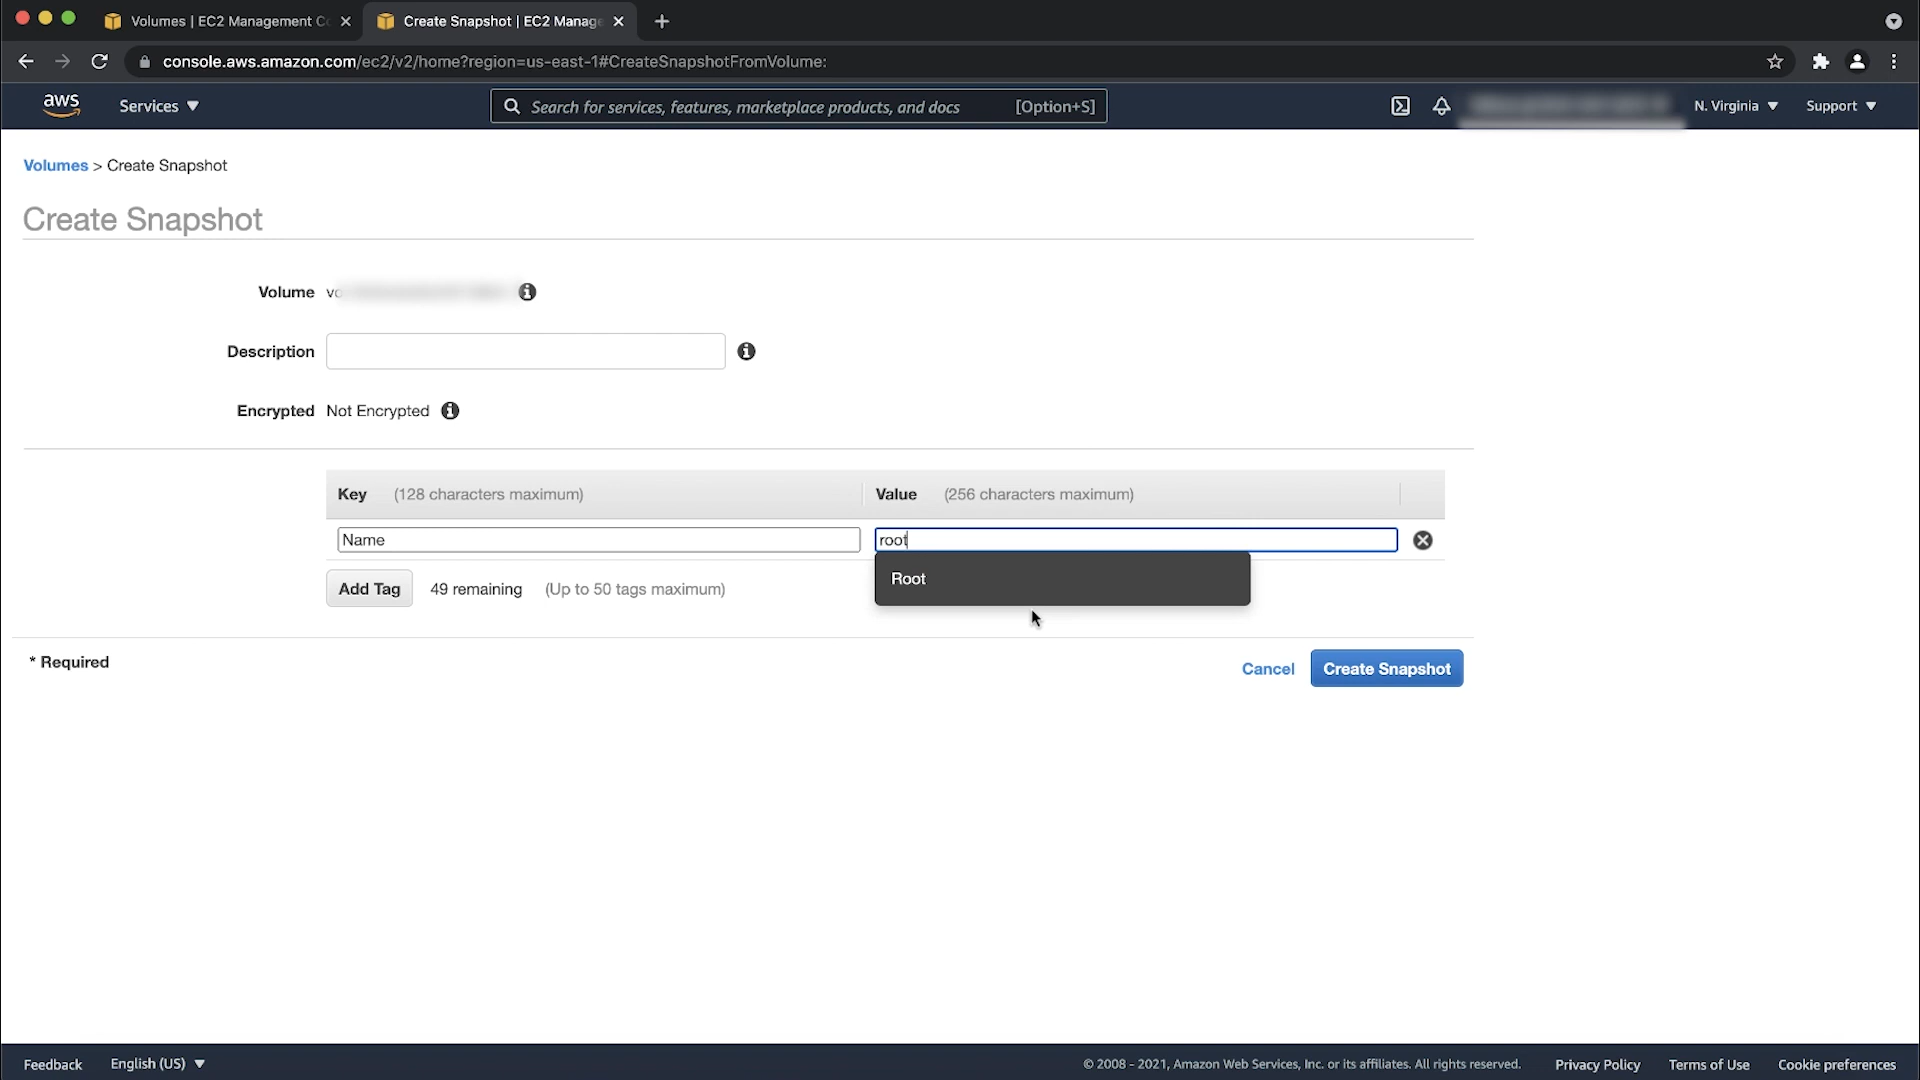 Volumes | EC2 Management Co
Create Snapshot | EC2 Manage
console.aws.amazon.com/ec2/v2/home?region=us-east-1#CreateSnapshotFromVolume:
aws
Services
Search for services, features, marketplace products, and docs
[Option+S]
N. Virginia
Support
Volumes > Create Snapshot
Create Snapshot
Volume
Description
Encrypted Not Encrypted
Key (128 characters maximum)
Value (256 characters maximum)
Name
root
Root
Add Tag
49 remaining
(Up to 50 tags maximum)
* Required
Cancel
Create Snapshot
Feedback
English (US)
© 2008 - 2021, Amazon Web Services, Inc. or its affiliates. All rights reserved.
Privacy Policy
Terms of Use
Cookie preferences